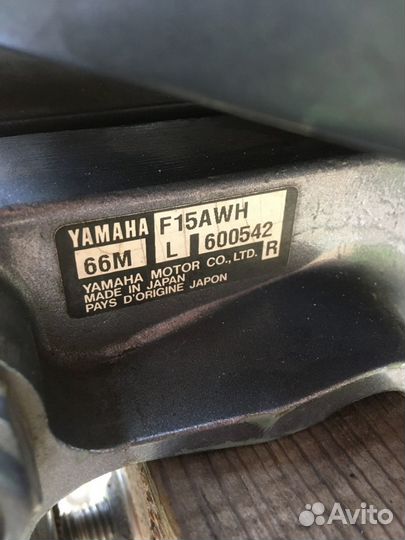 YAMAHA F15AWH
66M L 600542 R
YAMAHA MOTOR CO.,LTD.
MADE IN JAPAN
PAYS D'ORIGINE JAPON
Avito